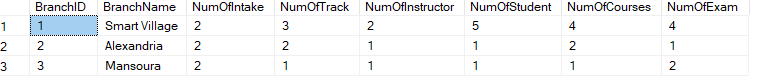 BranchID BranchName NumOfIntake NumOfTrack NumOfInstructor NumOfStudent NumOfCourses NumOfExam
1 1 Smart Village 2 3 2 5 4 4
2 2 Alexandria 2 2 1 1 2 1
3 3 Mansoura 2 1 1 1 1 2